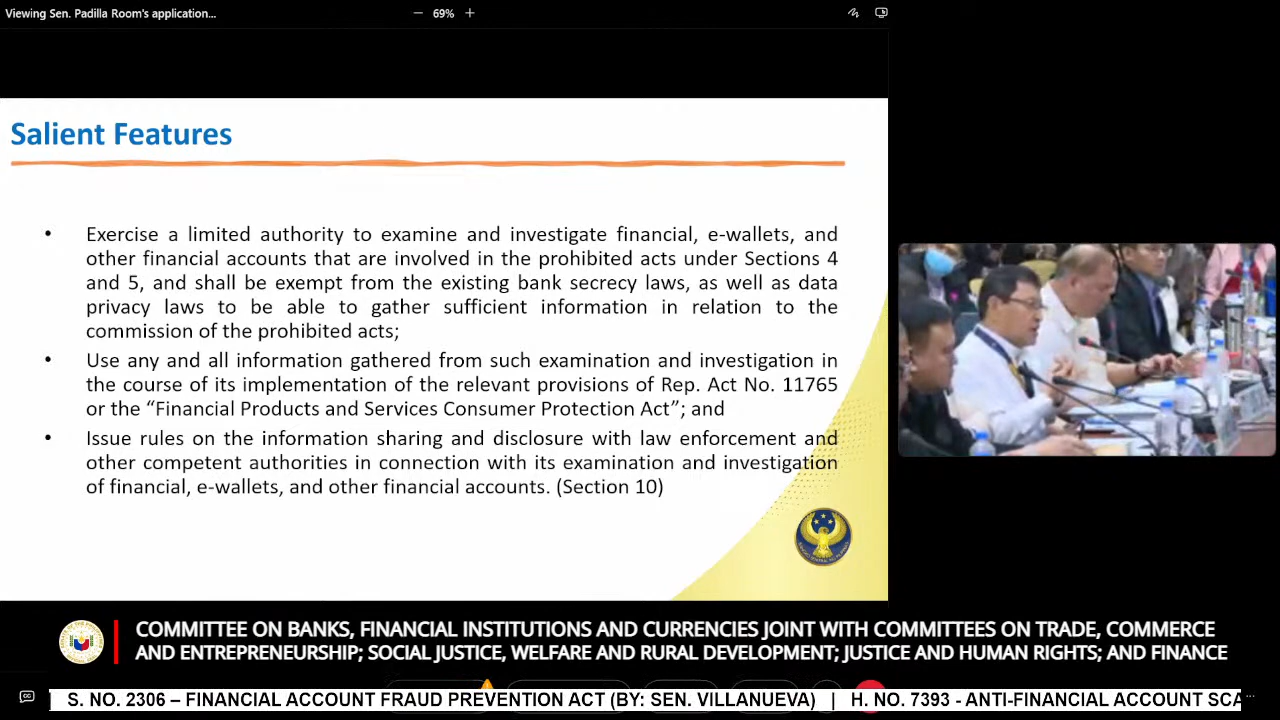 Viewing Sen. Padilla Room's application...
69%
Salient Features
• Exercise a limited authority to examine and investigate financial, e-wallets, and
other financial accounts that are involved in the prohibited acts under Sections 4
and 5, and shall be exempt from the existing bank secrecy laws, as well as data
privacy laws to be able to gather sufficient information in relation to the
commission of the prohibited acts;
• Use any and all information gathered from such examination and investigation in
the course of its implementation of the relevant provisions of Rep. Act No. 11765
or the “Financial Products and Services Consumer Protection Act”; and
• Issue rules on the information sharing and disclosure with law enforcement and
other competent authorities in connection with its examination and investigation
of financial, e-wallets, and other financial accounts. (Section 10)
COMMITTEE ON BANKS, FINANCIAL INSTITUTIONS AND CURRENCIES JOINT WITH COMMITTEES ON TRADE, COMMERCE
AND ENTREPRENEURSHIP; SOCIAL JUSTICE, WELFARE AND RURAL DEVELOPMENT; JUSTICE AND HUMAN RIGHTS; AND FINANCE
S. NO. 2306 – FINANCIAL ACCOUNT FRAUD PREVENTION ACT (BY: SEN. VILLANUEVA) | H. NO. 7393 - ANTI-FINANCIAL ACCOUNT SCA